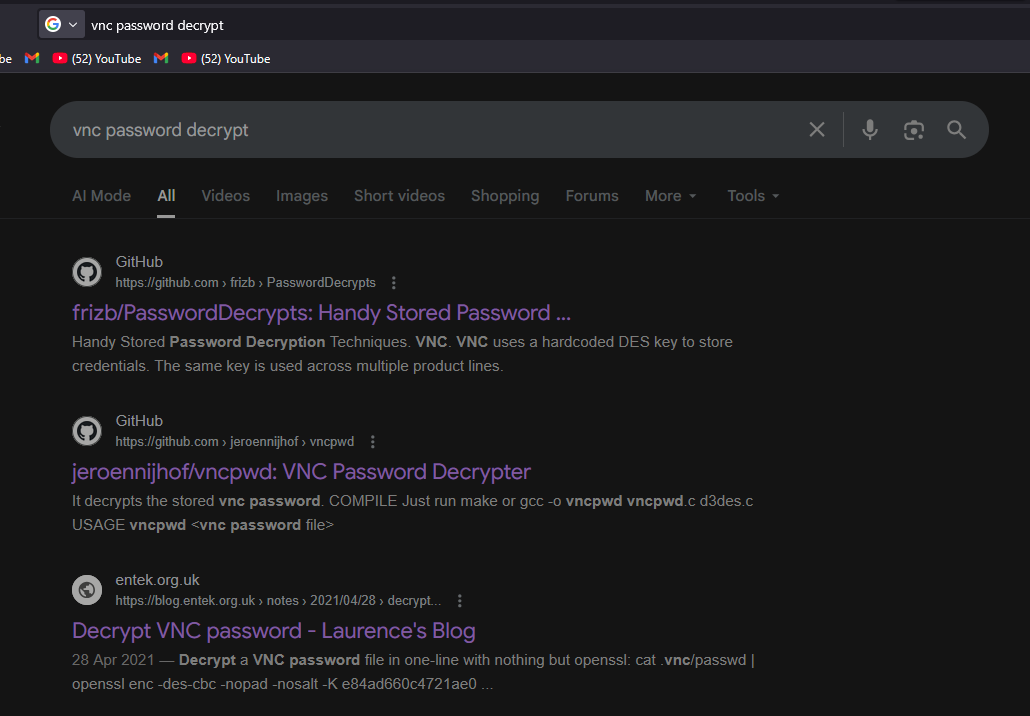 vnc password decrypt
be
(52) YouTube
(52) YouTube
vnc password decrypt
AI Mode All Videos Images Short videos Shopping Forums More Tools
GitHub
https://github.com › frizb › PasswordDecrypts
frizb/PasswordDecrypts: Handy Stored Password ...
Handy Stored Password Decryption Techniques. VNC. VNC uses a hardcoded DES key to store
credentials. The same key is used across multiple product lines.
GitHub
https://github.com › jeroennijhof › vncpwd
jeroennijhof/vncpwd: VNC Password Decrypter
It decrypts the stored vnc password. COMPILE Just run make or gcc -o vncpwd vncpwd.c d3des.c
USAGE vncpwd <vnc password file>
entek.org.uk
https://blog.entek.org.uk › notes › 2021/04/28 › decrypt...
Decrypt VNC password - Laurence's Blog
28 Apr 2021 — Decrypt a VNC password file in one-line with nothing but openssl: cat .vnc/passwd |
openssl enc -des-cbc -nopad -nosalt -K e84ad660c4721ae0 ...